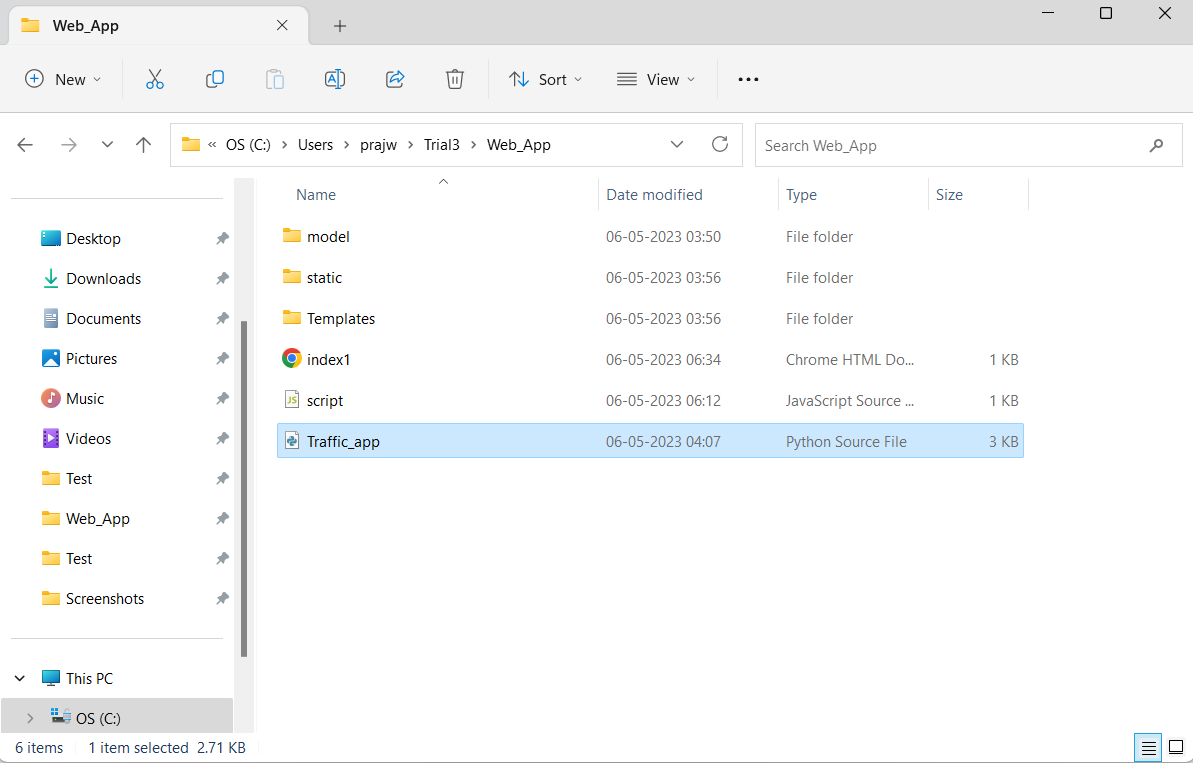 Web_App
New Sort View
« OS (C:) › Users › prajw › Trial3 › Web_App
Search Web_App
Name Date modified Type Size
Desktop
Downloads
Documents
Pictures
Music
Videos
Test
Web_App
Test
Screenshots
This PC
OS (C:)
model 06-05-2023 03:50 File folder
static 06-05-2023 03:56 File folder
Templates 06-05-2023 03:56 File folder
index1 06-05-2023 06:34 Chrome HTML Do... 1 KB
script 06-05-2023 06:12 JavaScript Source ... 1 KB
Traffic_app 06-05-2023 04:07 Python Source File 3 KB
6 items 1 item selected 2.71 KB